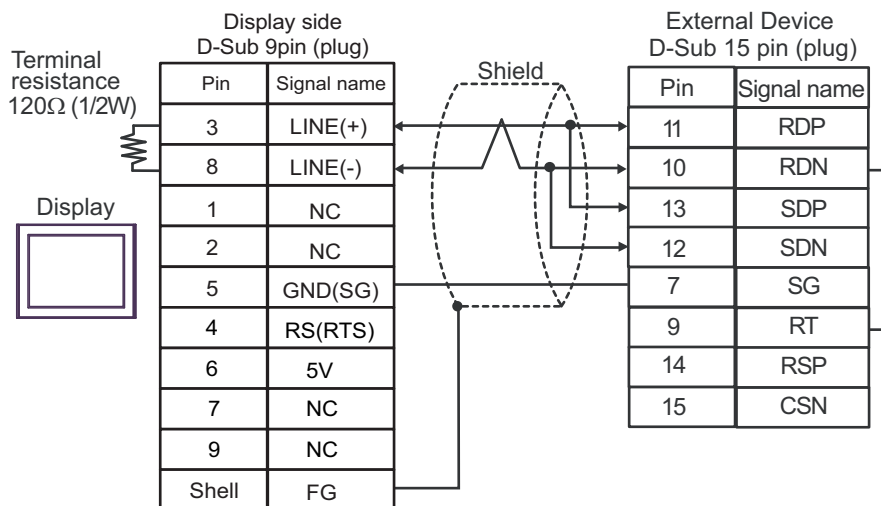 Display side
D-Sub 9pin (plug)
External Device
D-Sub 15 pin (plug)
Terminal
resistance
120Ω (1/2W)
Display
Shield
Pin Signal name
3 LINE(+)
8 LINE(-)
1 NC
2 NC
5 GND(SG)
4 RS(RTS)
6 5V
7 NC
9 NC
Shell FG
Pin Signal name
11 RDP
10 RDN
13 SDP
12 SDN
7 SG
9 RT
14 RSP
15 CSN